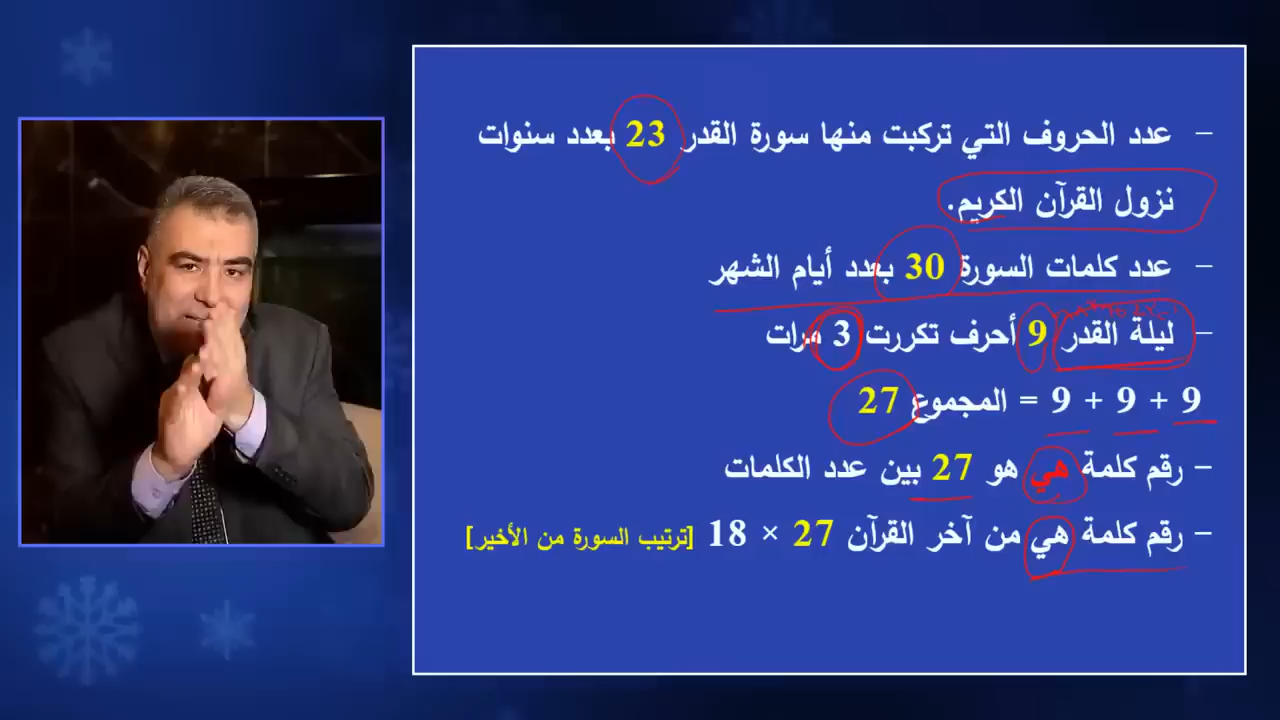 – عدد الحروف التي تركبت منها سورة القدر 23 بعدد سنوات
نزول القرآن الكريم.
– عدد كلمات السورة 30 بعدد أيام الشهر
– ليلة القدر 9 أحرف تكررت 3 مرات
9 + 9 + 9 = المجموع 27
– رقم كلمة هي هو 27 بين عدد الكلمات
– رقم كلمة هي من آخر القرآن 27 × 18 [ترتيب السورة من الأخير]